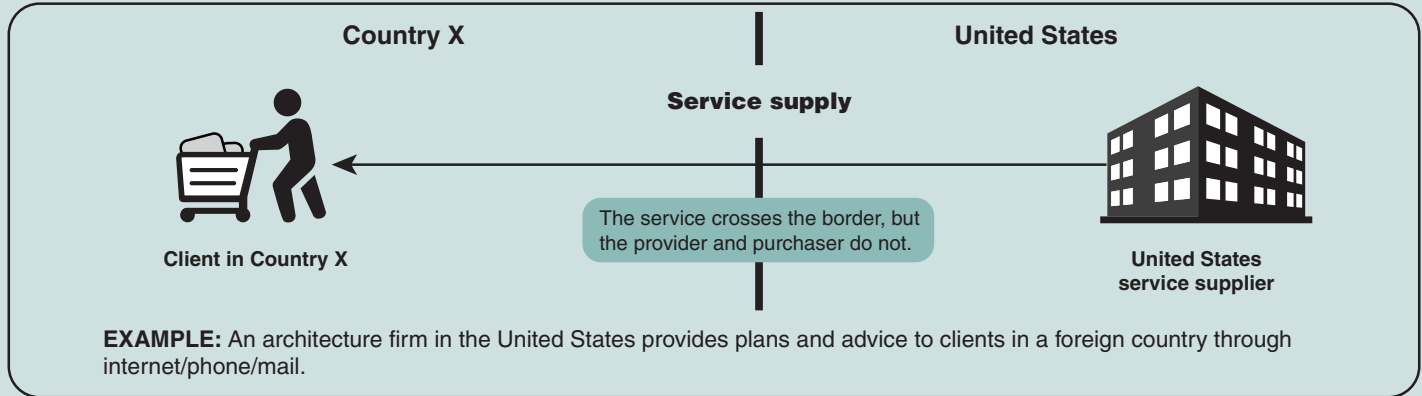 Country X
United States
Service supply
The service crosses the border, but
the provider and purchaser do not.
Client in Country X
United States
service supplier
EXAMPLE: An architecture firm in the United States provides plans and advice to clients in a foreign country through
internet/phone/mail.